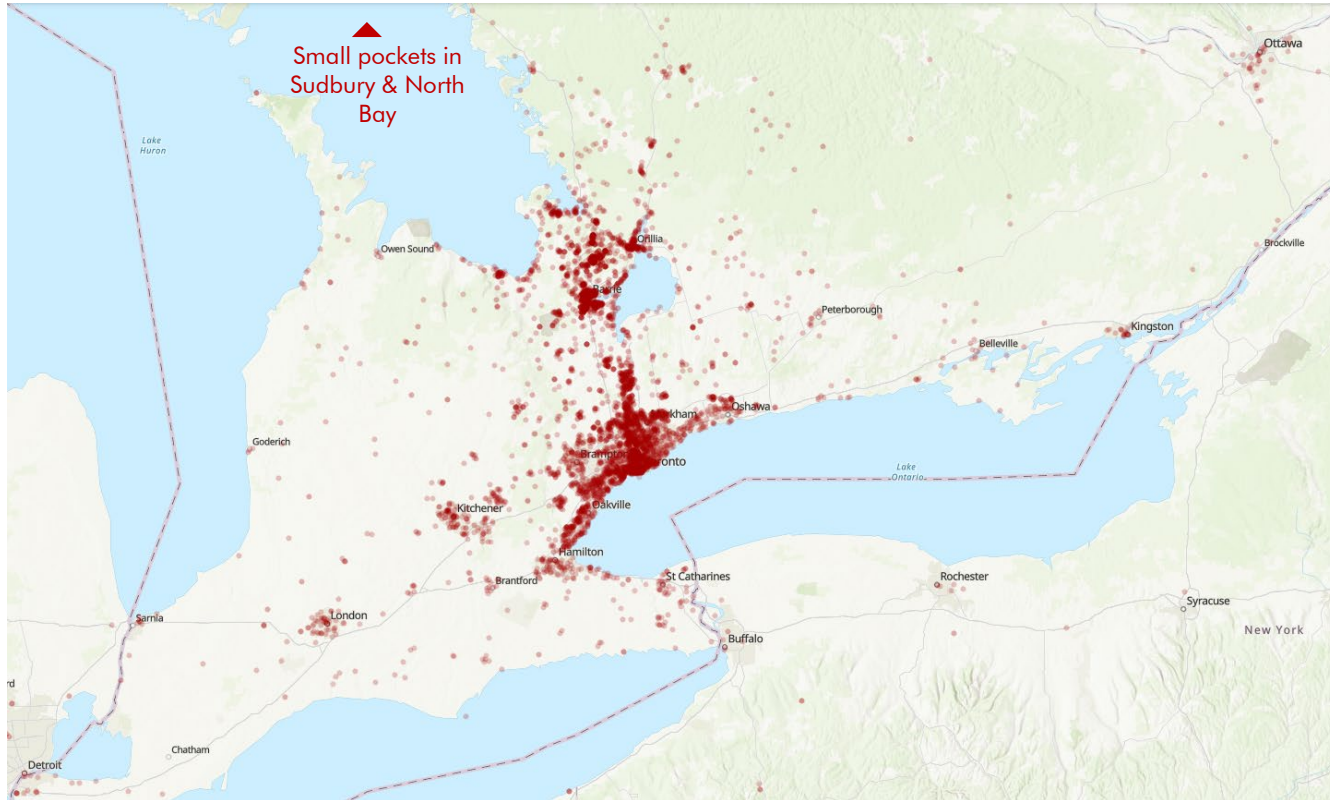 Small pockets in
Sudbury & North
Bay
Ottawa
Lake
Huron
Orillia
Owen Sound
Brockville
Barrie
Peterborough
Kingston
Belleville
Markham
Oshawa
Goderich
Brampton
Toronto
Lake
Ontario
Oakville
Kitchener
Hamilton
Brantford
St Catharines
Rochester
Syracuse
London
Sarnia
New York
Buffalo
rd
Chatham
Detroit